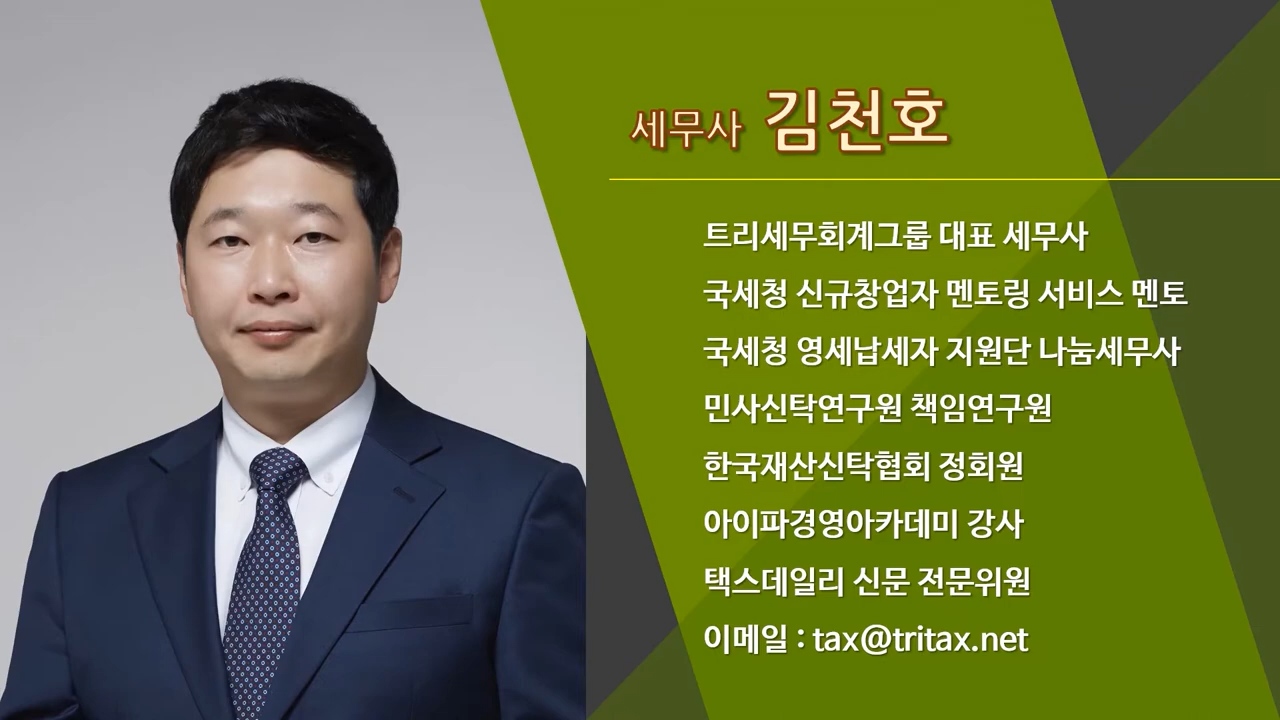 세무사 김천호
트리세무회계그룹 대표 세무사
국세청 신규창업자 멘토링 서비스 멘토
국세청 영세납세자 지원단 나눔세무사
민사신탁연구원 책임연구원
한국재산신탁협회 정회원
아이파경영아카데미 강사
택스데일리 신문 전문위원
이메일 : tax@tritax.net